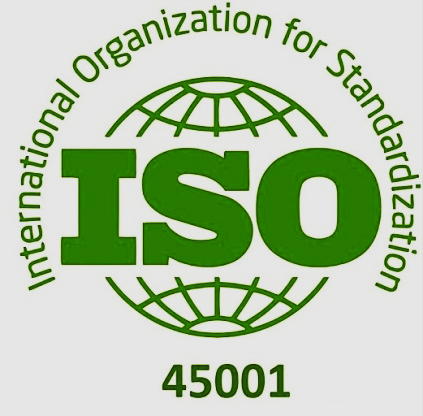 International Organization for Standardization
ISO
45001